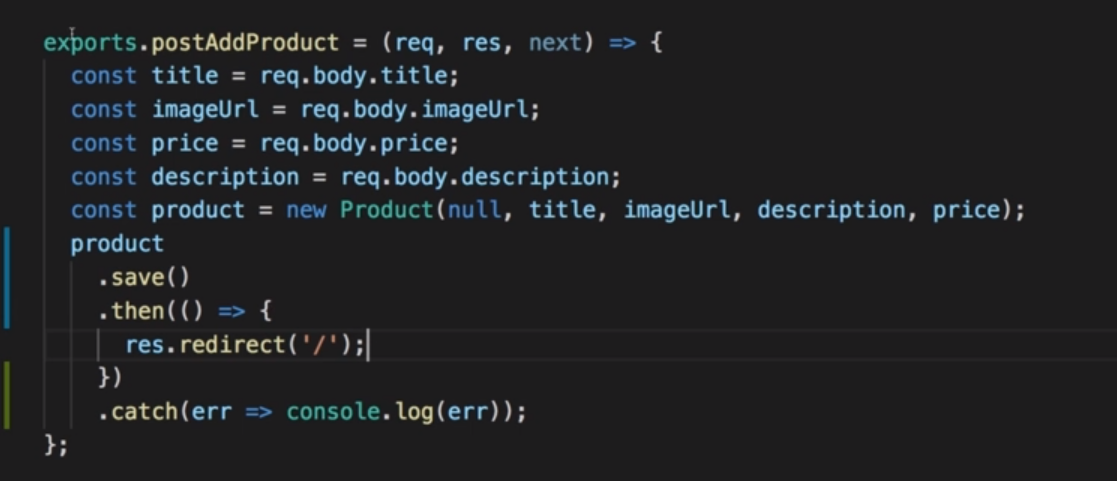 exports.postAddProduct = (req, res, next) => {
  const title = req.body.title;
  const imageUrl = req.body.imageUrl;
  const price = req.body.price;
  const description = req.body.description;
  const product = new Product(null, title, imageUrl, description, price);
  product
    .save()
    .then(() => {
      res.redirect('/');
    })
    .catch(err => console.log(err));
};